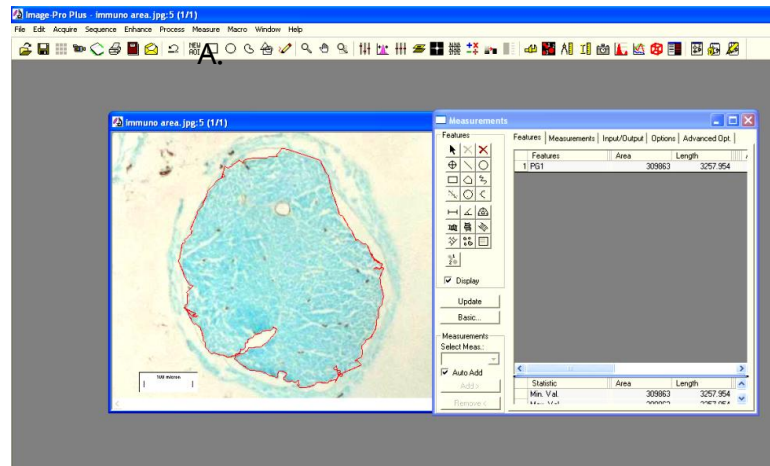 Image-Pro Plus - immuno area.jpg:5 (1/1)
File Edit Acquire Sequence Enhance Process Measure Macro Window Help
NEW AOI
A.
immuno area.jpg:5 (1/1)
100 micron
Measurements
Features
Display
Update
Basic...
Measurements
Select Meas.:
Auto Add
Add >
Remove <
Features Measurements Input/Output Options Advanced Opt.
Features Area Length
1 PG1 309863 3257.954
Statistic Area Length
Min. Val. 309863 3257.954